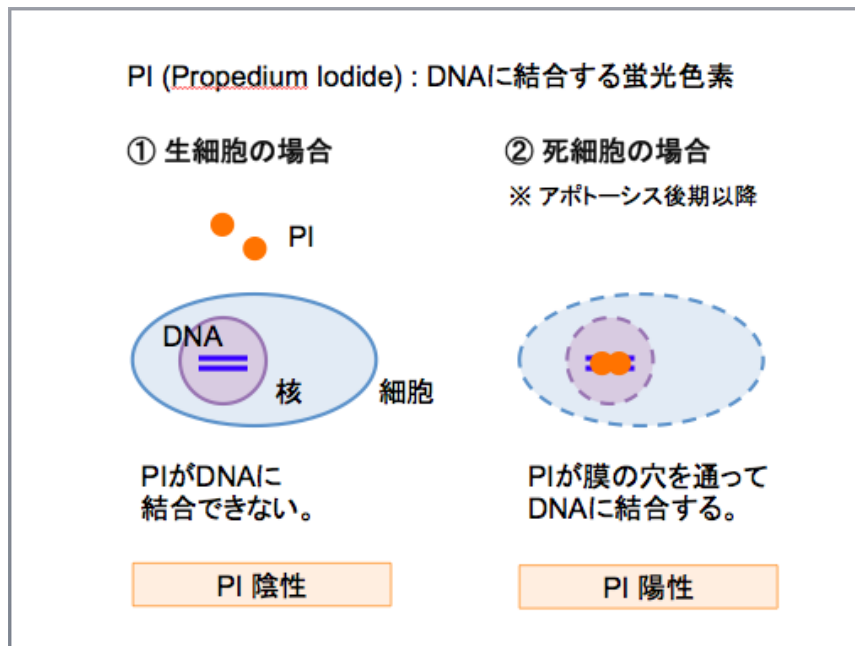 PI (Propedium Iodide) : DNAに結合する蛍光色素
① 生細胞の場合
PI
DNA
核
細胞
PIがDNAに
結合できない。
PI 陰性
② 死細胞の場合
※ アポトーシス後期以降
PIが膜の穴を通って
DNAに結合する。
PI 陽性